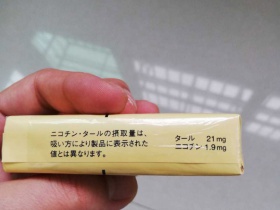 ニコチン・タールの摂取量は、
吸い方により製品に表示された
値とは異なります。
タール 21mg
ニコチン 1.9mg